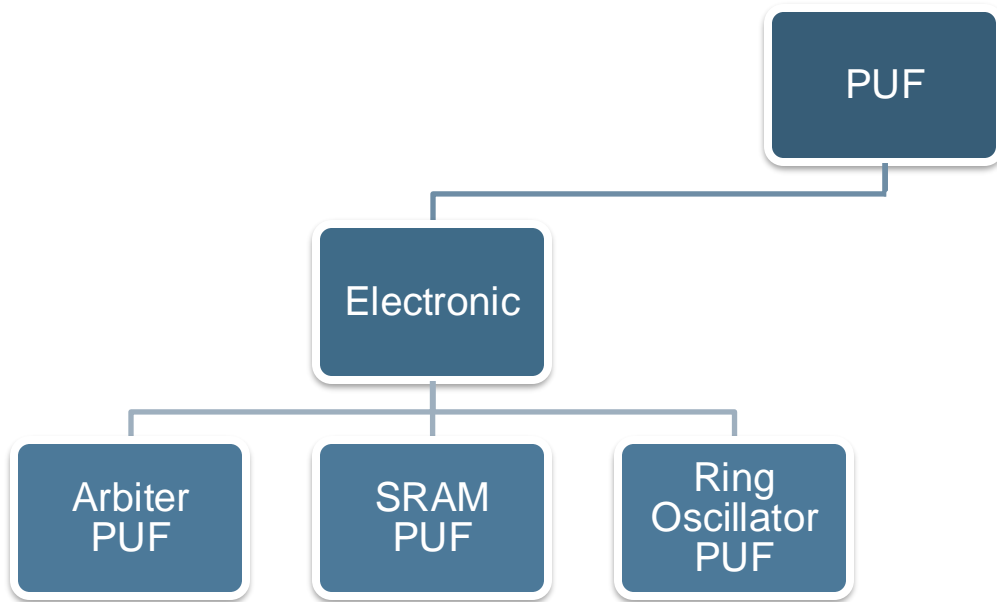 PUF
Electronic
Arbiter
PUF
SRAM
PUF
Ring
Oscillator
PUF